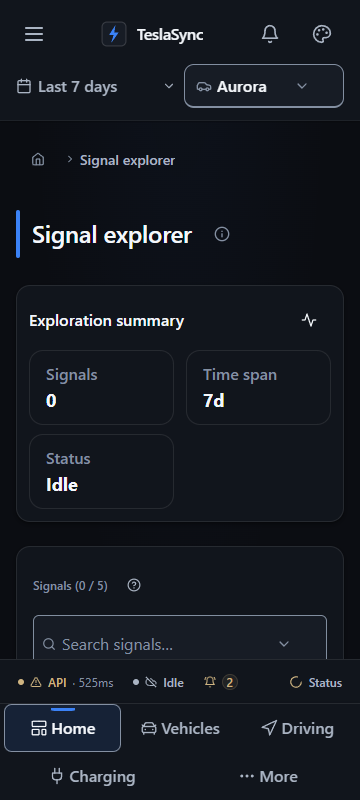 TeslaSync
Last 7 days
Aurora
Signal explorer
Signal explorer
Exploration summary
Signals
0
Time span
7d
Status
Idle
Signals (0 / 5)
Search signals...
API · 525ms
Idle
2
Status
Home
Vehicles
Driving
Charging
More